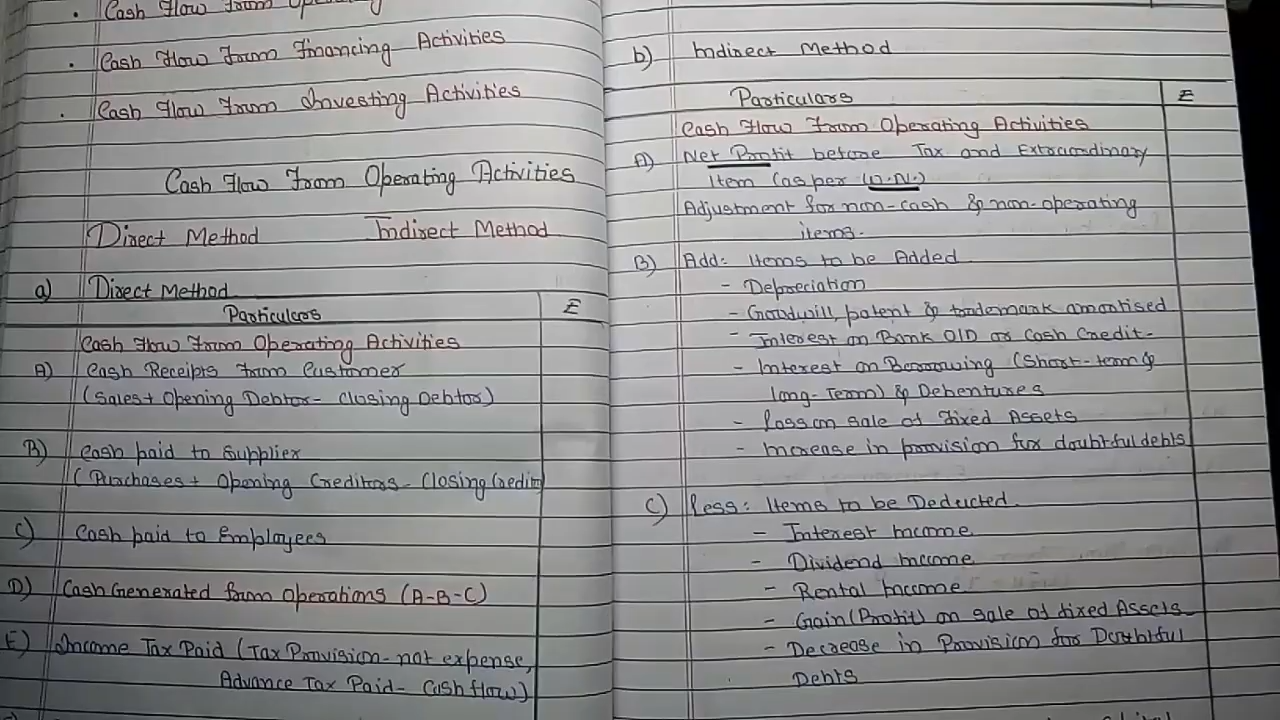 . Cash Flow From Operating
. Cash Flow From Financing Activities
. Cash Flow From Investing Activities
Cash Flow From Operating Activities
Direct Method Indirect Method
a) Direct Method
Particulars ₹
Cash Flow From Operating Activities
A) Cash Receipts From Customer
(Sales + Opening Debtor - Closing Debtor)
B) Cash paid to Supplier
(Purchases + Opening Creditors - Closing Creditor)
C) Cash paid to Employees
D) Cash Generated from Operations (A-B-C)
E) Income Tax Paid (Tax Provision - not expense,
Advance Tax Paid - Cash flow)
b) Indirect Method
Particulars ₹
Cash Flow From Operating Activities
A) Net Profit before Tax and Extraordinary
Item (as per
Adjustment for non-cash & non-operating
items.
B) Add: Items to be Added
- Depreciation
- Goodwill, patent & trademark amortised
- Interest on Bank O/D or Cash Credit-
- Interest on Borrowing (Short-term &
long-Term) & Debentures
- Loss on sale of Fixed Assets
- Increase in provision for doubtful debts
C) Less: Items to be Deducted
- Interest Income
- Dividend Income
- Rental Income
- Gain (Profit) on sale of fixed Assets
- Decrease in Provision for Doubtful
Debts